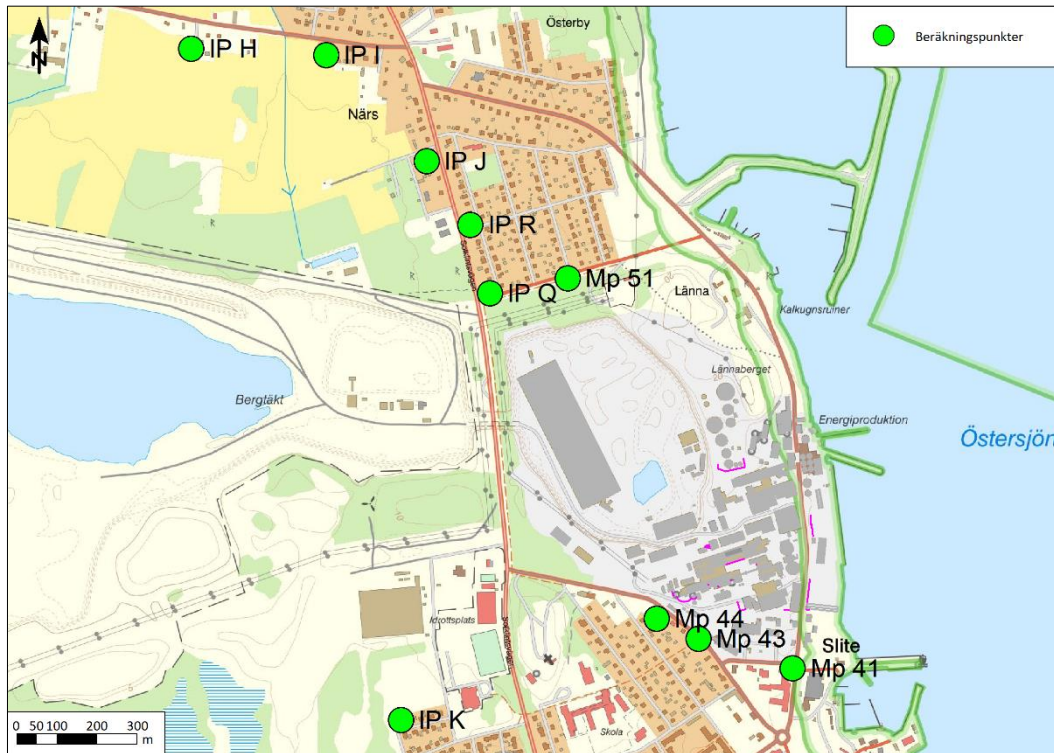 Österby
Beräkningspunkter
N
IP H
IP I
Närs
IP J
IP R
IP Q
Mp 51
Länna
Kalkugnsruiner
Lännaberget
Bergtäkt
Energiproduktion
Östersjön
Idrottsplats
Mp 44
Mp 43
Slite
Mp 41
IP K
Skola
0 50 100 200 300
m